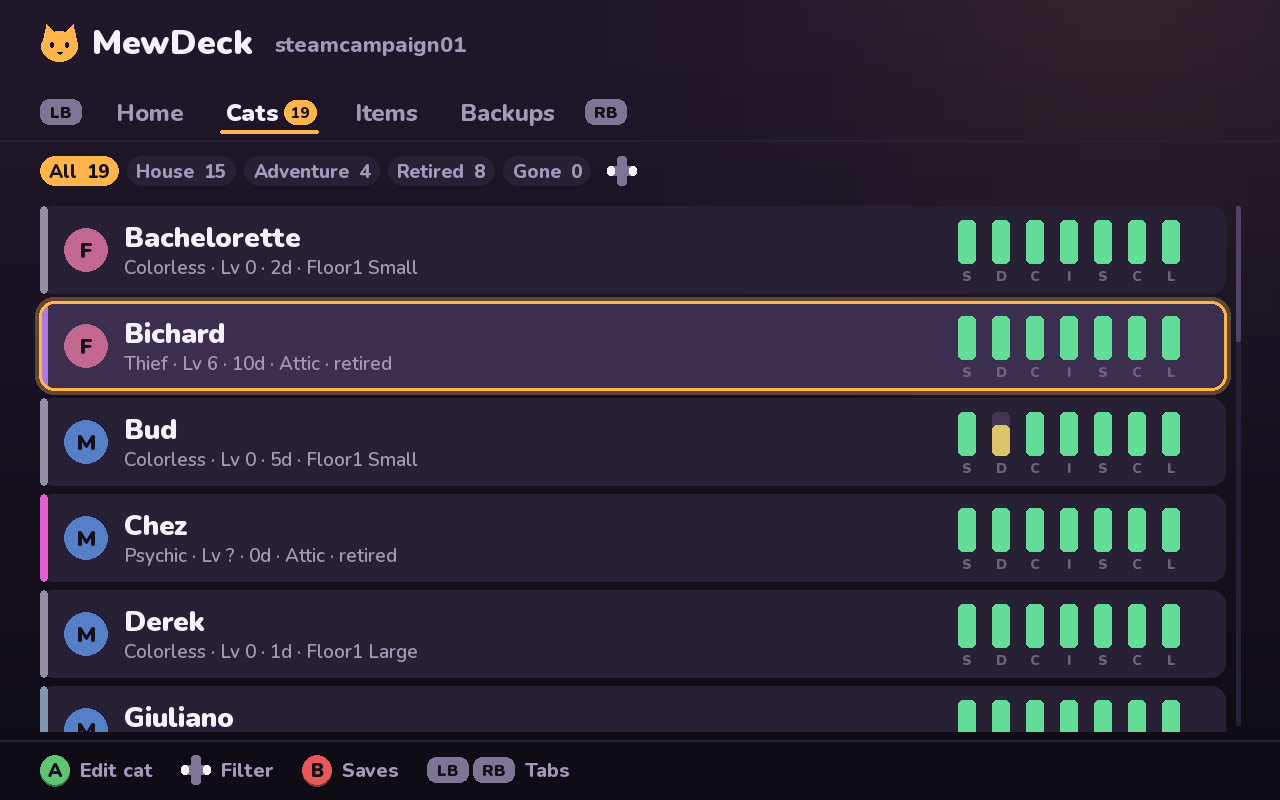 MewDeck steamcampaign01
LB Home Cats 19 Items Backups RB
All 19 House 15 Adventure 4 Retired 8 Gone 0
F Bachelorette
Colorless · Lv 0 · 2d · Floor1 Small
S D C I S C L
F Bichard
Thief · Lv 6 · 10d · Attic · retired
S D C I S C L
M Bud
Colorless · Lv 0 · 5d · Floor1 Small
S D C I S C L
M Chez
Psychic · Lv ? · 0d · Attic · retired
S D C I S C L
M Derek
Colorless · Lv 0 · 1d · Floor1 Large
S D C I S C L
M Giuliano
A Edit cat Filter B Saves LB RB Tabs